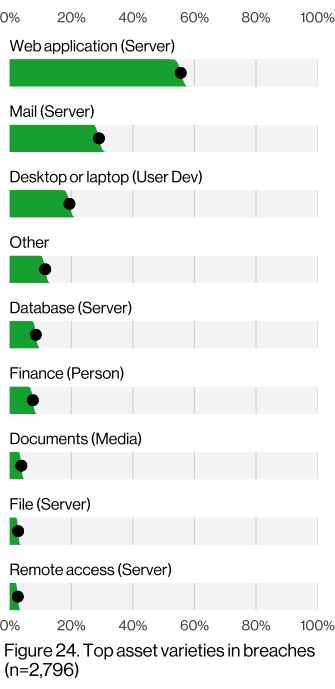 0% 20% 40% 60% 80% 100%
Web application (Server)
Mail (Server)
Desktop or laptop (User Dev)
Other
Database (Server)
Finance (Person)
Documents (Media)
File (Server)
Remote access (Server)
0% 20% 40% 60% 80% 100%
Figure 24. Top asset varieties in breaches
(n=2,796)